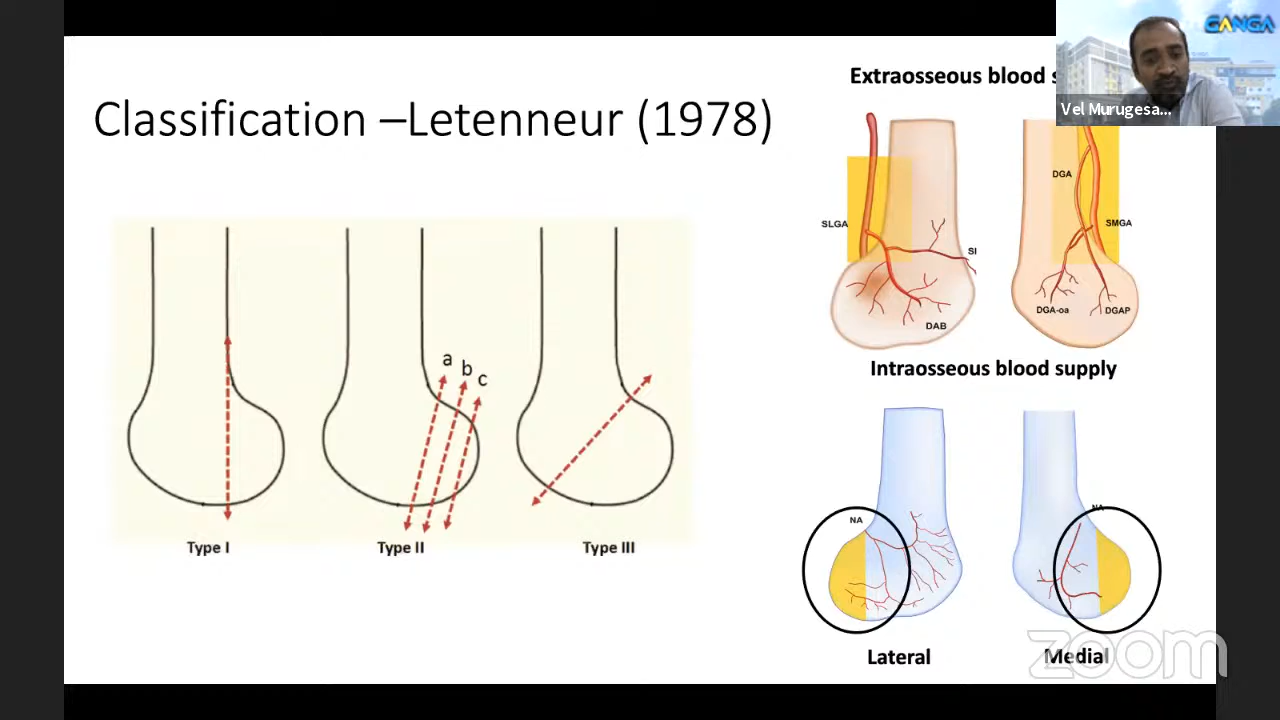 Classification –Letenneur (1978)
a
b
c
Type I
Type II
Type III
Extraosseous blood
GANGA
Vel Murugesa...
SLGA
DAB
DGA
SMGA
DGA-oa
DGAP
Intraosseous blood supply
NA
NA
Lateral
Medial
zoom